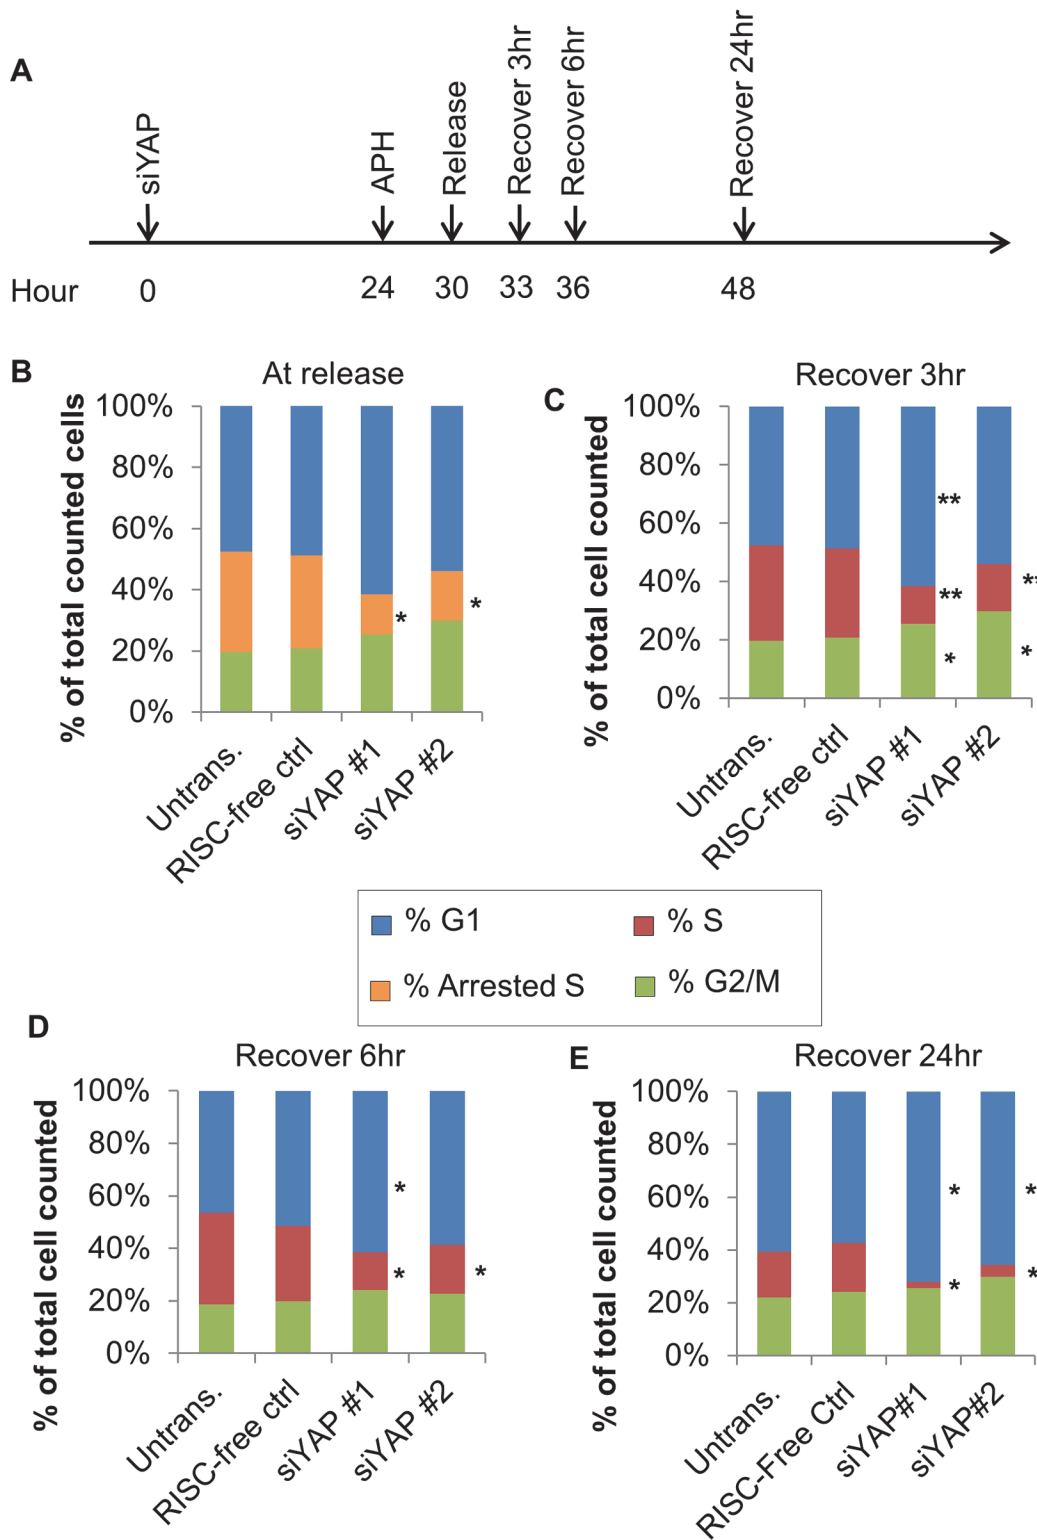 A
siYAP
APH
Release
Recover 3hr
Recover 6hr
Recover 24hr
Hour 0 24 30 33 36 48
B
At release
% of total counted cells
100%
80%
60%
40%
20%
0%
*
*
Untrans.
RISC-free ctrl
siYAP #1
siYAP #2
C
Recover 3hr
% of total cell counted
100%
80%
60%
40%
20%
0%
**
**
*
**
*
Untrans.
RISC-free ctrl
siYAP #1
siYAP #2
% G1
% S
% Arrested S
% G2/M
D
Recover 6hr
% of total cell counted
100%
80%
60%
40%
20%
0%
*
*
*
Untrans.
RISC-free ctrl
siYAP #1
siYAP #2
E
Recover 24hr
% of total cell counted
100%
80%
60%
40%
20%
0%
*
*
*
*
Untrans.
RISC-Free Ctrl
siYAP#1
siYAP#2